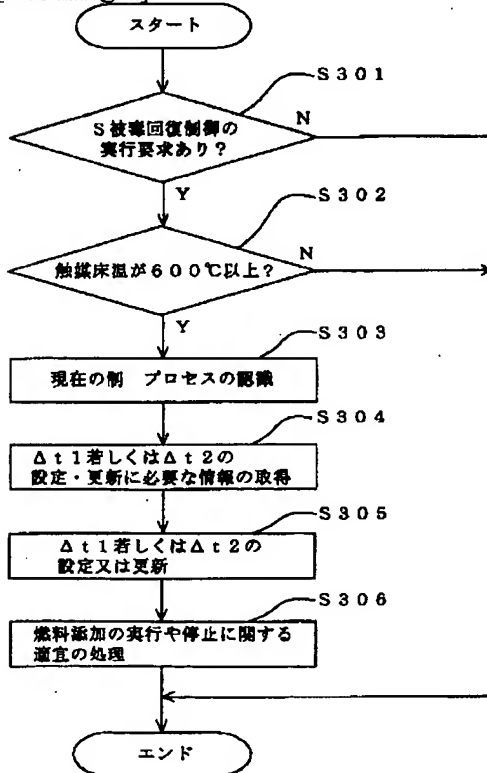 スタート
S301
S被毒回復制御の
実行要求あり？
N
Y
S302
触媒床温が600℃以上？
N
Y
S303
現在の制　プロセスの認識
S304
Δt1若しくはΔt2の
設定・更新に必要な情報の取得
S305
Δt1若しくはΔt2の
設定又は更新
S306
燃料添加の実行や停止に関する
適宜の処理
エンド